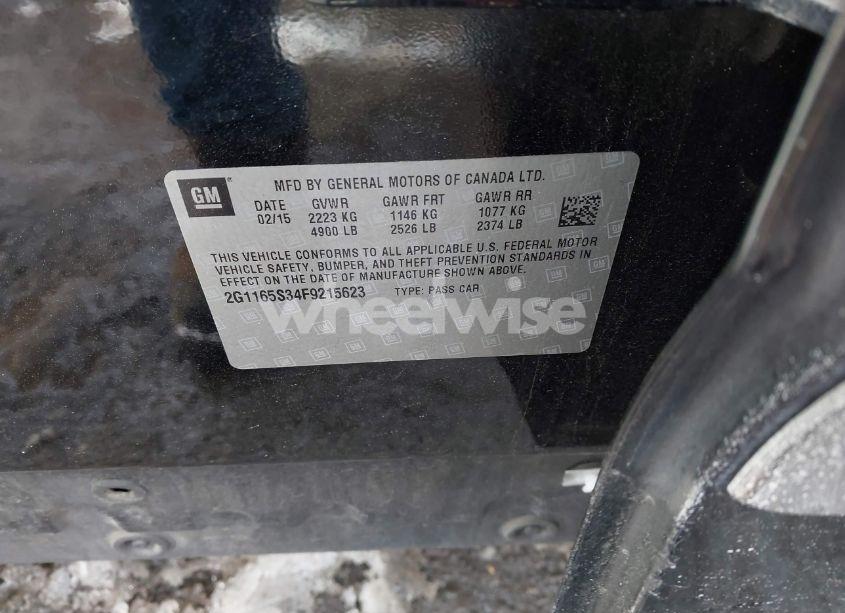 GM
MFD BY GENERAL MOTORS OF CANADA LTD.
DATE GVWR GAWR FRT GAWR RR
02/15 2223 KG 1146 KG 1077 KG
4900 LB 2526 LB 2374 LB
THIS VEHICLE CONFORMS TO ALL APPLICABLE U.S. FEDERAL MOTOR
VEHICLE SAFETY, BUMPER, AND THEFT PREVENTION STANDARDS IN
EFFECT ON THE DATE OF MANUFACTURE SHOWN ABOVE.
2G1165S34F9215623 TYPE: PASS CAR
wheelwise